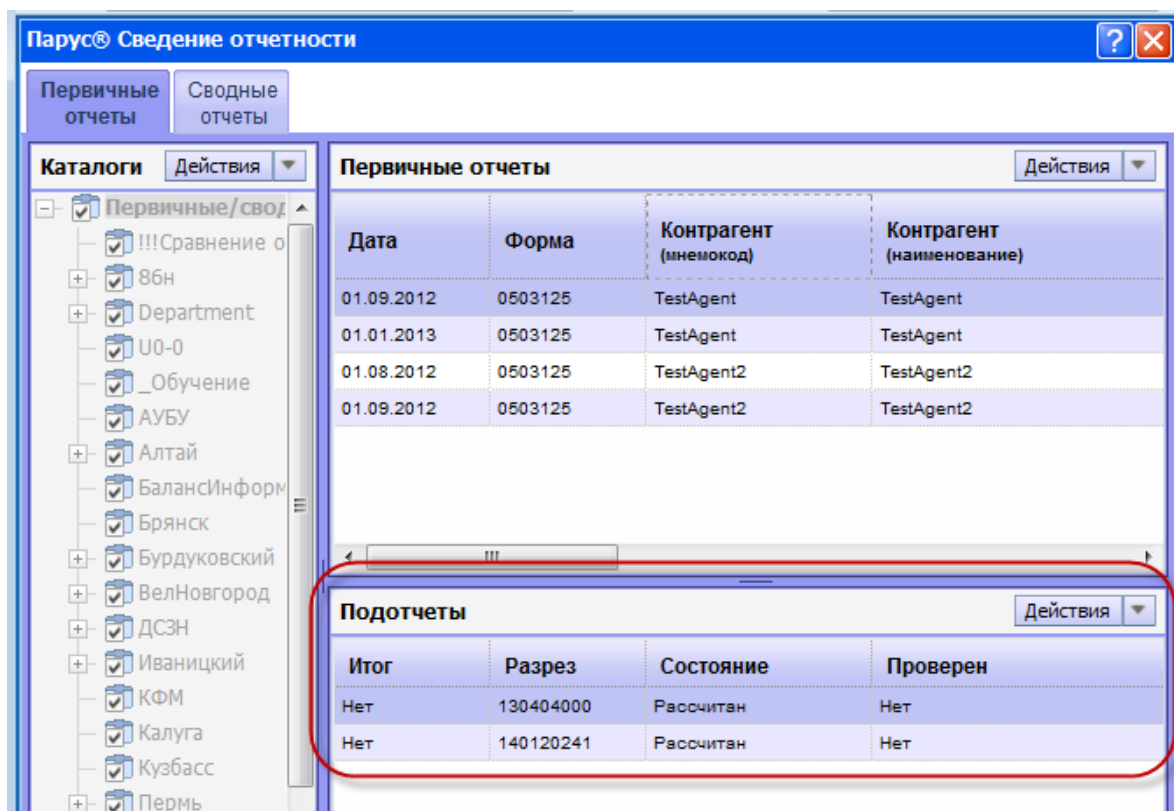 Парус® Сведение отчетности
Первичные отчеты
Сводные отчеты
Каталоги
Действия
Первичные/свод
!!!Сравнение о
86н
Department
U0-0
_Обучение
АУБУ
Алтай
БалансИнформ
Брянск
Бурдуковский
ВелНовгород
ДСЗН
Иваницкий
КФМ
Калуга
Кузбасс
Пермь
Первичные отчеты
Действия
Дата Форма Контрагент (мнемокод) Контрагент (наименование)
01.09.2012 0503125 TestAgent TestAgent
01.01.2013 0503125 TestAgent TestAgent
01.08.2012 0503125 TestAgent2 TestAgent2
01.09.2012 0503125 TestAgent2 TestAgent2
Подотчеты
Действия
Итог Разрез Состояние Проверен
Нет 130404000 Рассчитан Нет
Нет 140120241 Рассчитан Нет